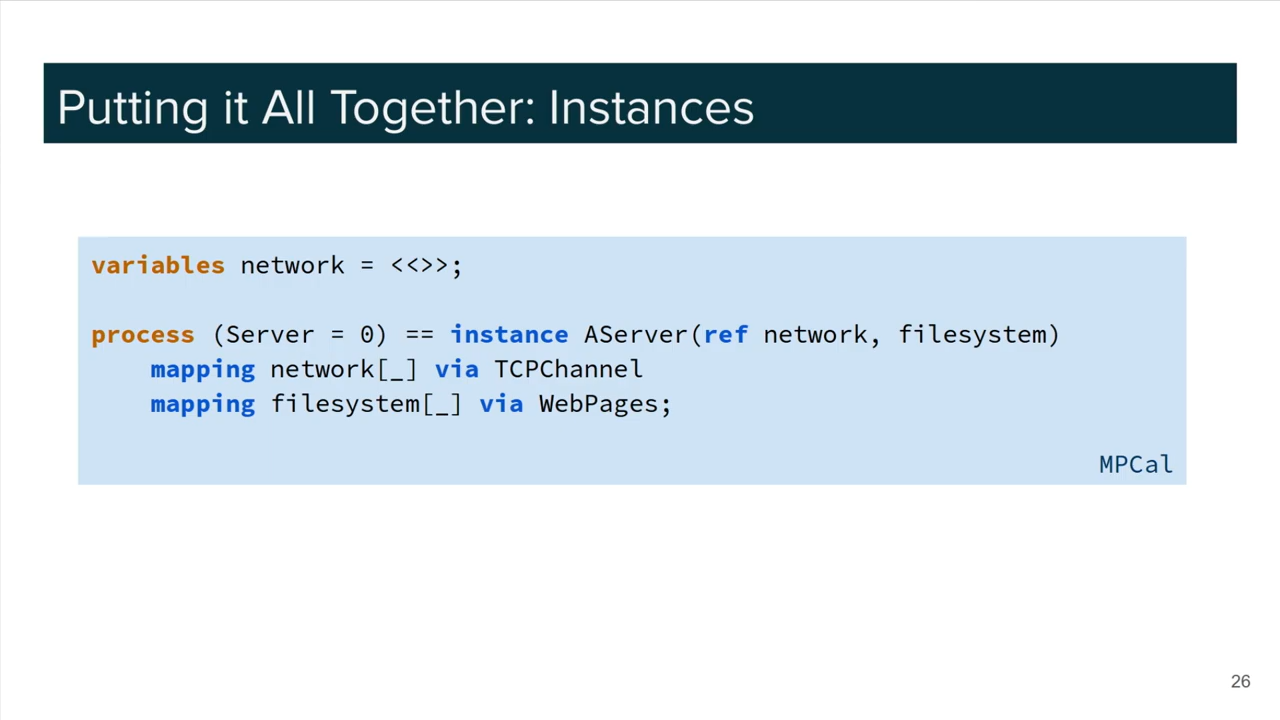 Putting it All Together: Instances
variables network = <<>>;
process (Server = 0) == instance AServer(ref network, filesystem)
    mapping network[_] via TCPChannel
    mapping filesystem[_] via WebPages;
MPCal
26